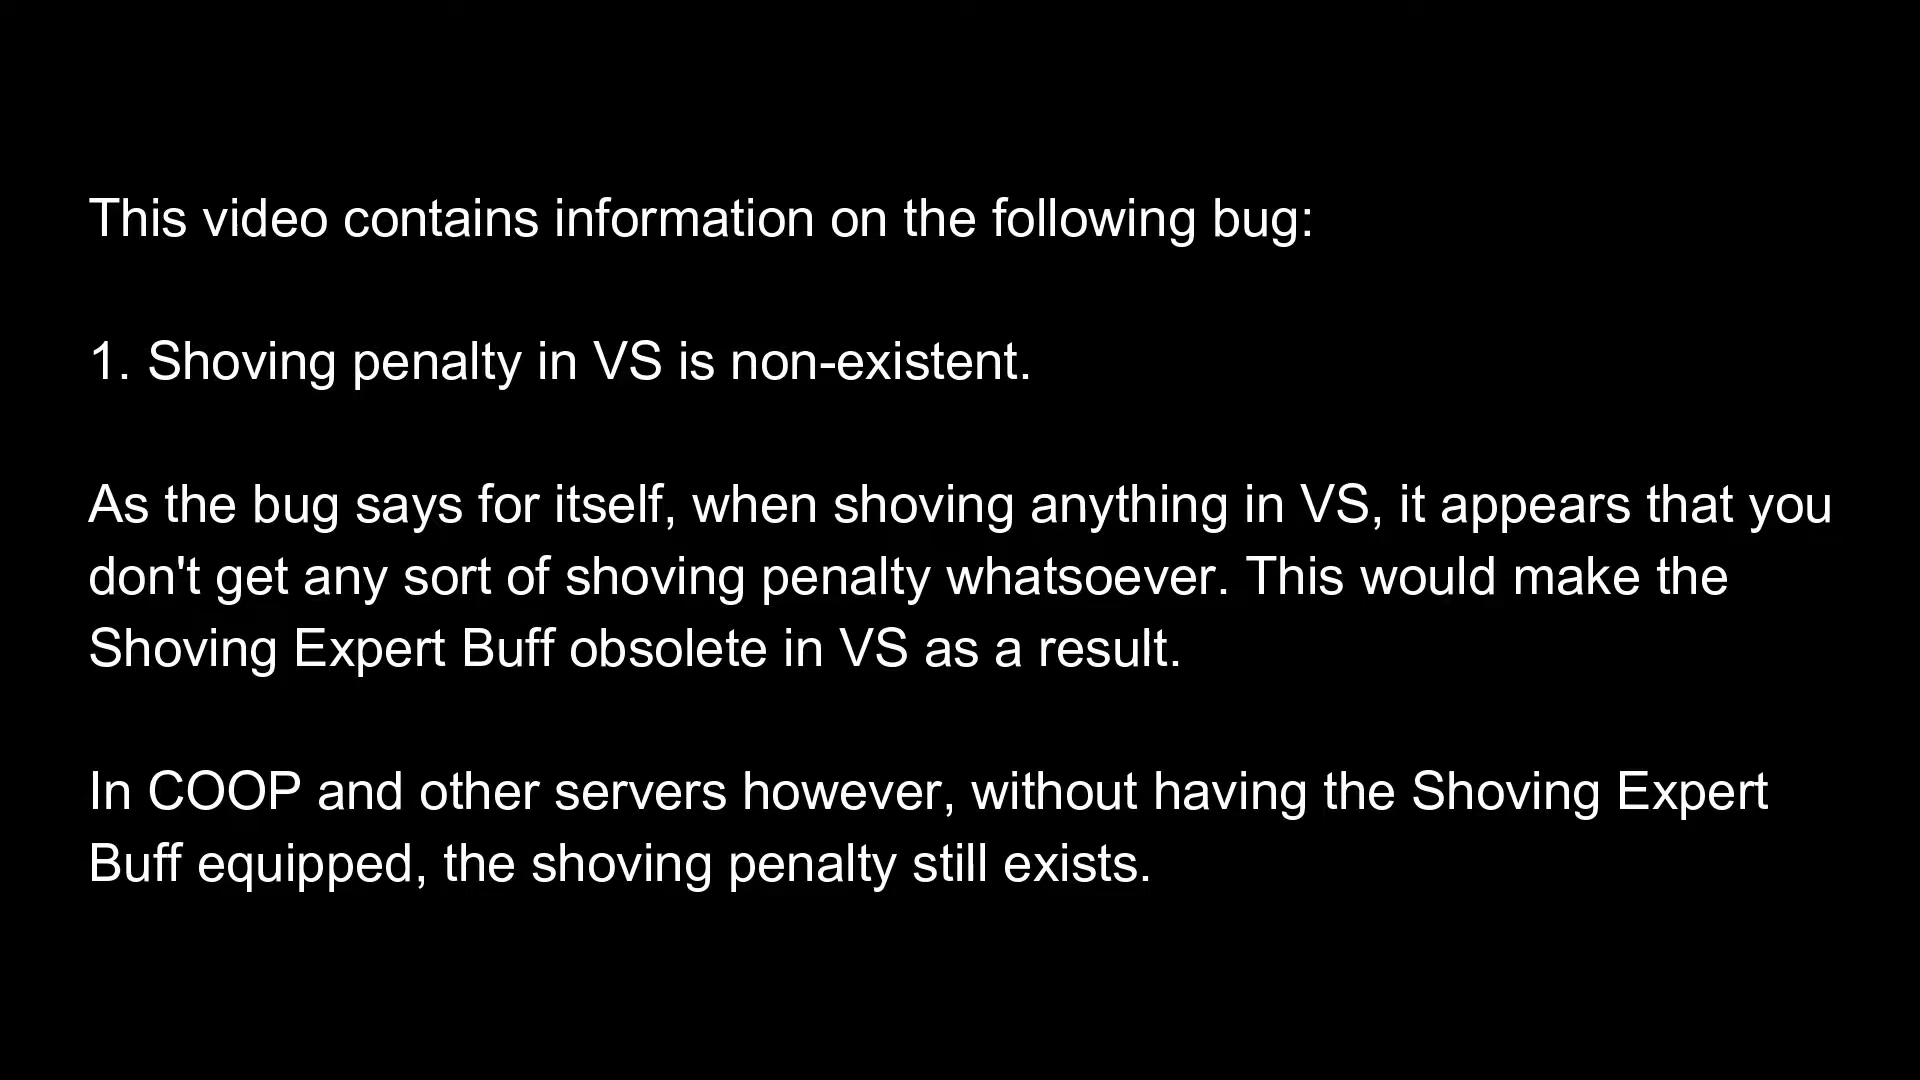 This video contains information on the following bug:
1. Shoving penalty in VS is non-existent.
As the bug says for itself, when shoving anything in VS, it appears that you
don't get any sort of shoving penalty whatsoever. This would make the
Shoving Expert Buff obsolete in VS as a result.
In COOP and other servers however, without having the Shoving Expert
Buff equipped, the shoving penalty still exists.